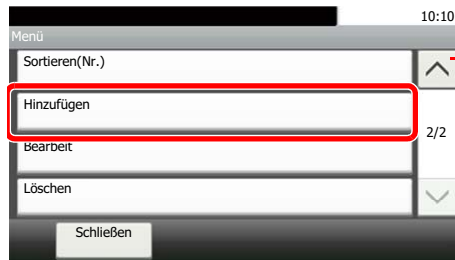 10:10
Menü
Sortieren(Nr.)
Hinzufügen
2/2
Bearbeit
Löschen
Schließen